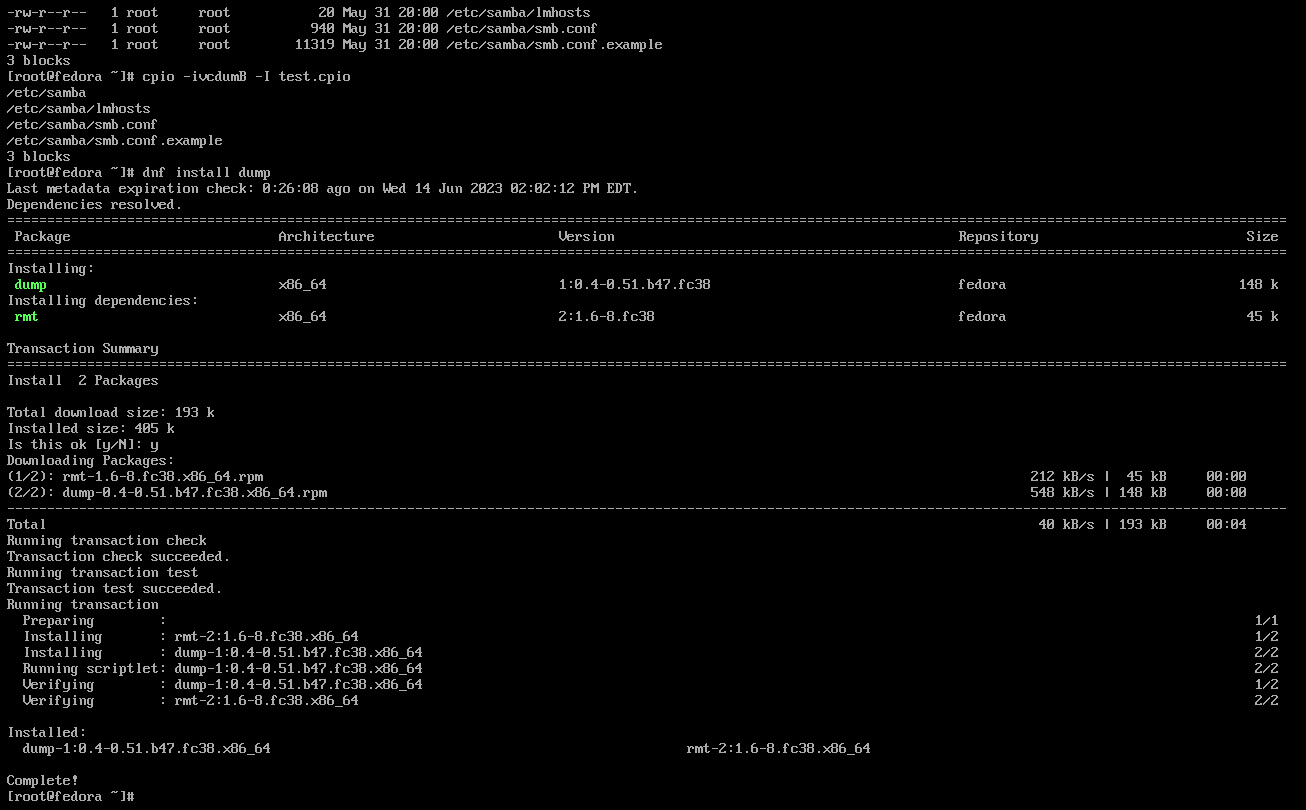 -rw-r--r--   1 root     root           20 May 31 20:00 /etc/samba/lmhosts
-rw-r--r--   1 root     root          940 May 31 20:00 /etc/samba/smb.conf
-rw-r--r--   1 root     root        11319 May 31 20:00 /etc/samba/smb.conf.example
3 blocks
[root@fedora ~]# cpio -ivcdumB -I test.cpio
/etc/samba
/etc/samba/lmhosts
/etc/samba/smb.conf
/etc/samba/smb.conf.example
3 blocks
[root@fedora ~]# dnf install dump
Last metadata expiration check: 0:26:08 ago on Wed 14 Jun 2023 02:02:12 PM EDT.
Dependencies resolved.
================================================================================
 Package                          Architecture                       Version                                           Repository                          Size
================================================================================
Installing:
 dump                             x86_64                             1:0.4-0.51.b47.fc38                               fedora                             148 k
Installing dependencies:
 rmt                              x86_64                             2:1.6-8.fc38                                      fedora                              45 k

Transaction Summary
================================================================================
Install  2 Packages

Total download size: 193 k
Installed size: 405 k
Is this ok [y/N]: y
Downloading Packages:
(1/2): rmt-1.6-8.fc38.x86_64.rpm                                                212 kB/s |  45 kB     00:00
(2/2): dump-0.4-0.51.b47.fc38.x86_64.rpm                                        548 kB/s | 148 kB     00:00
--------------------------------------------------------------------------------
Total                                                                            40 kB/s | 193 kB     00:04
Running transaction check
Transaction check succeeded.
Running transaction test
Transaction test succeeded.
Running transaction
  Preparing        :                                                            1/1
  Installing       : rmt-2:1.6-8.fc38.x86_64                                    1/2
  Installing       : dump-1:0.4-0.51.b47.fc38.x86_64                            2/2
  Running scriptlet: dump-1:0.4-0.51.b47.fc38.x86_64                            2/2
  Verifying        : dump-1:0.4-0.51.b47.fc38.x86_64                            1/2
  Verifying        : rmt-2:1.6-8.fc38.x86_64                                    2/2

Installed:
  dump-1:0.4-0.51.b47.fc38.x86_64                                    rmt-2:1.6-8.fc38.x86_64

Complete!
[root@fedora ~]#